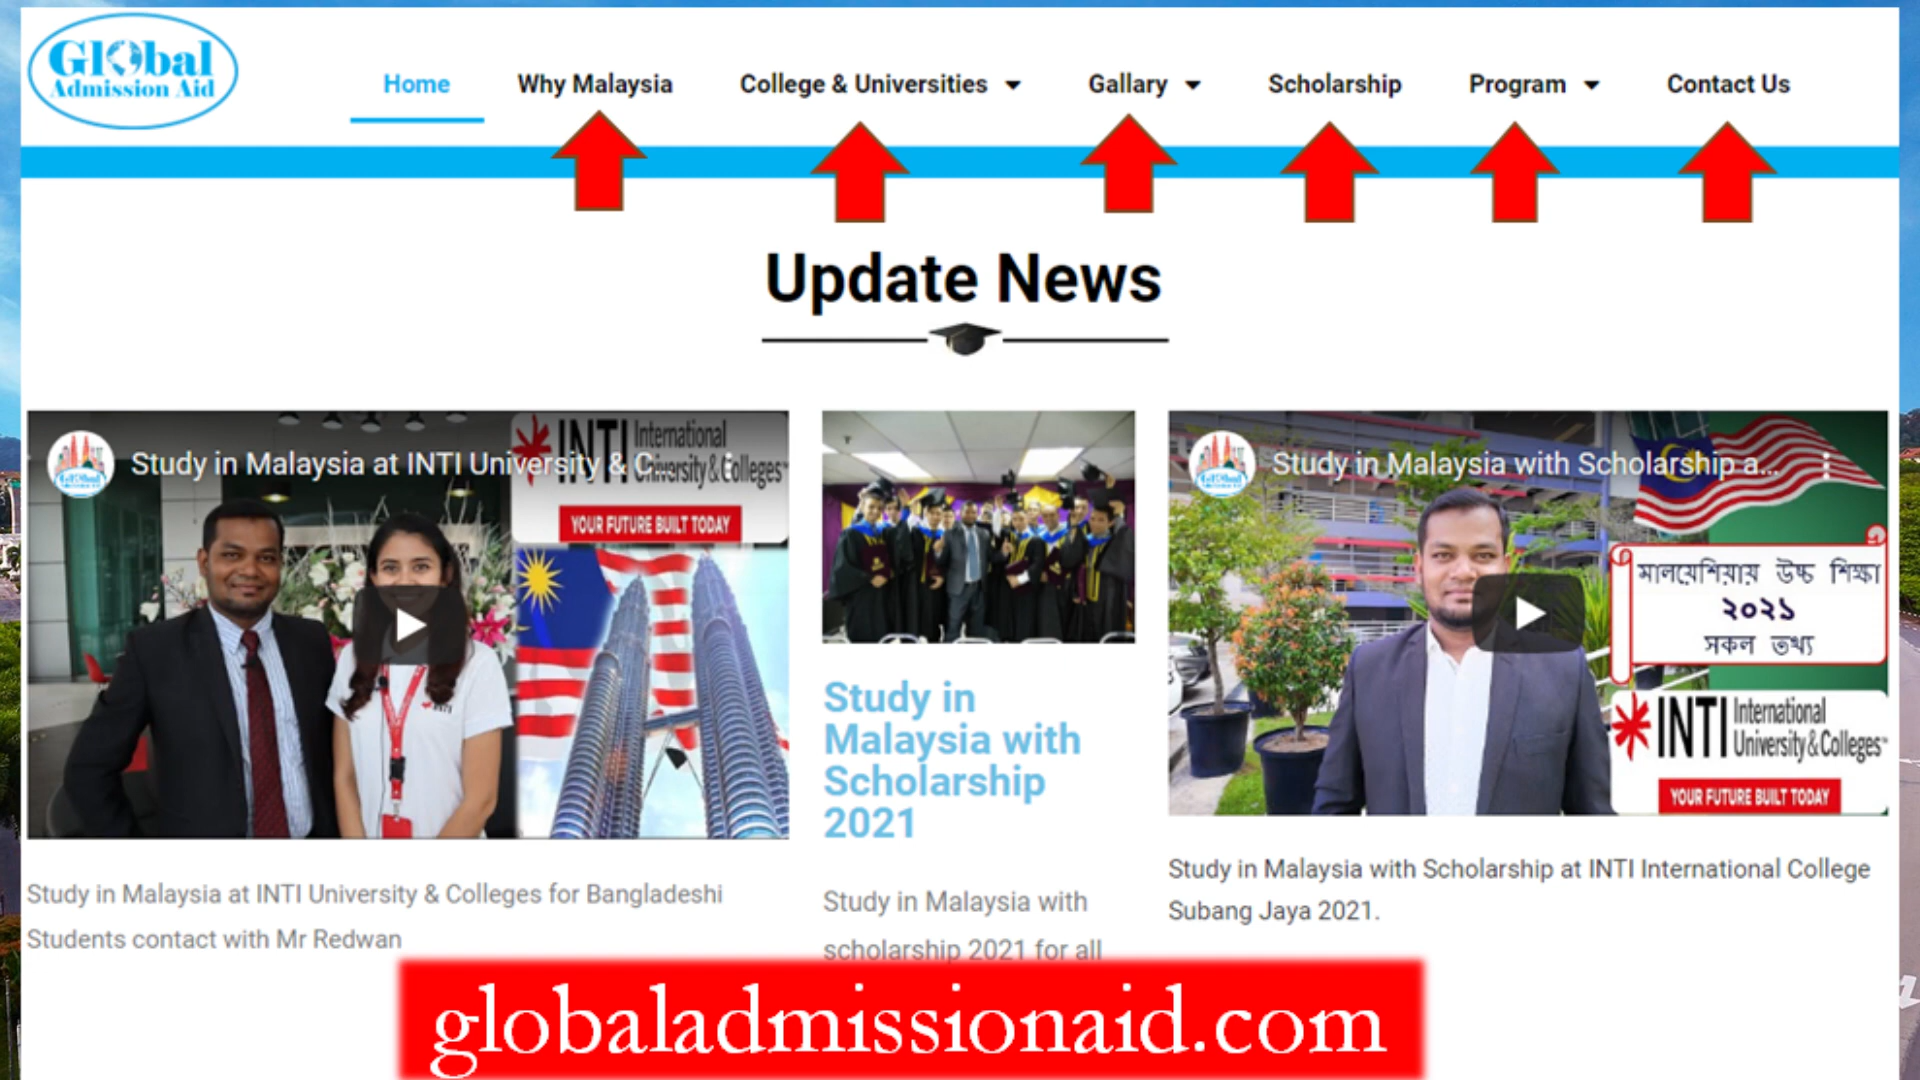 Global
Admission Aid
Home
Why Malaysia
College & Universities
Gallary
Scholarship
Program
Contact Us
Update News
Study in Malaysia at INTI University & C...
INTI International
University & Colleges
YOUR FUTURE BUILT TODAY
INTI
Study in Malaysia at INTI University & Colleges for Bangladeshi
Students contact with Mr Redwan
Study in
Malaysia with
Scholarship
2021
Study in Malaysia with
scholarship 2021 for all
Study in Malaysia with Scholarship a...
মালয়েশিয়ায় উচ্চ শিক্ষা
২০২১
সকল তথ্য
INTI International
University & Colleges
YOUR FUTURE BUILT TODAY
Study in Malaysia with Scholarship at INTI International College
Subang Jaya 2021.
globaladmissionaid.com